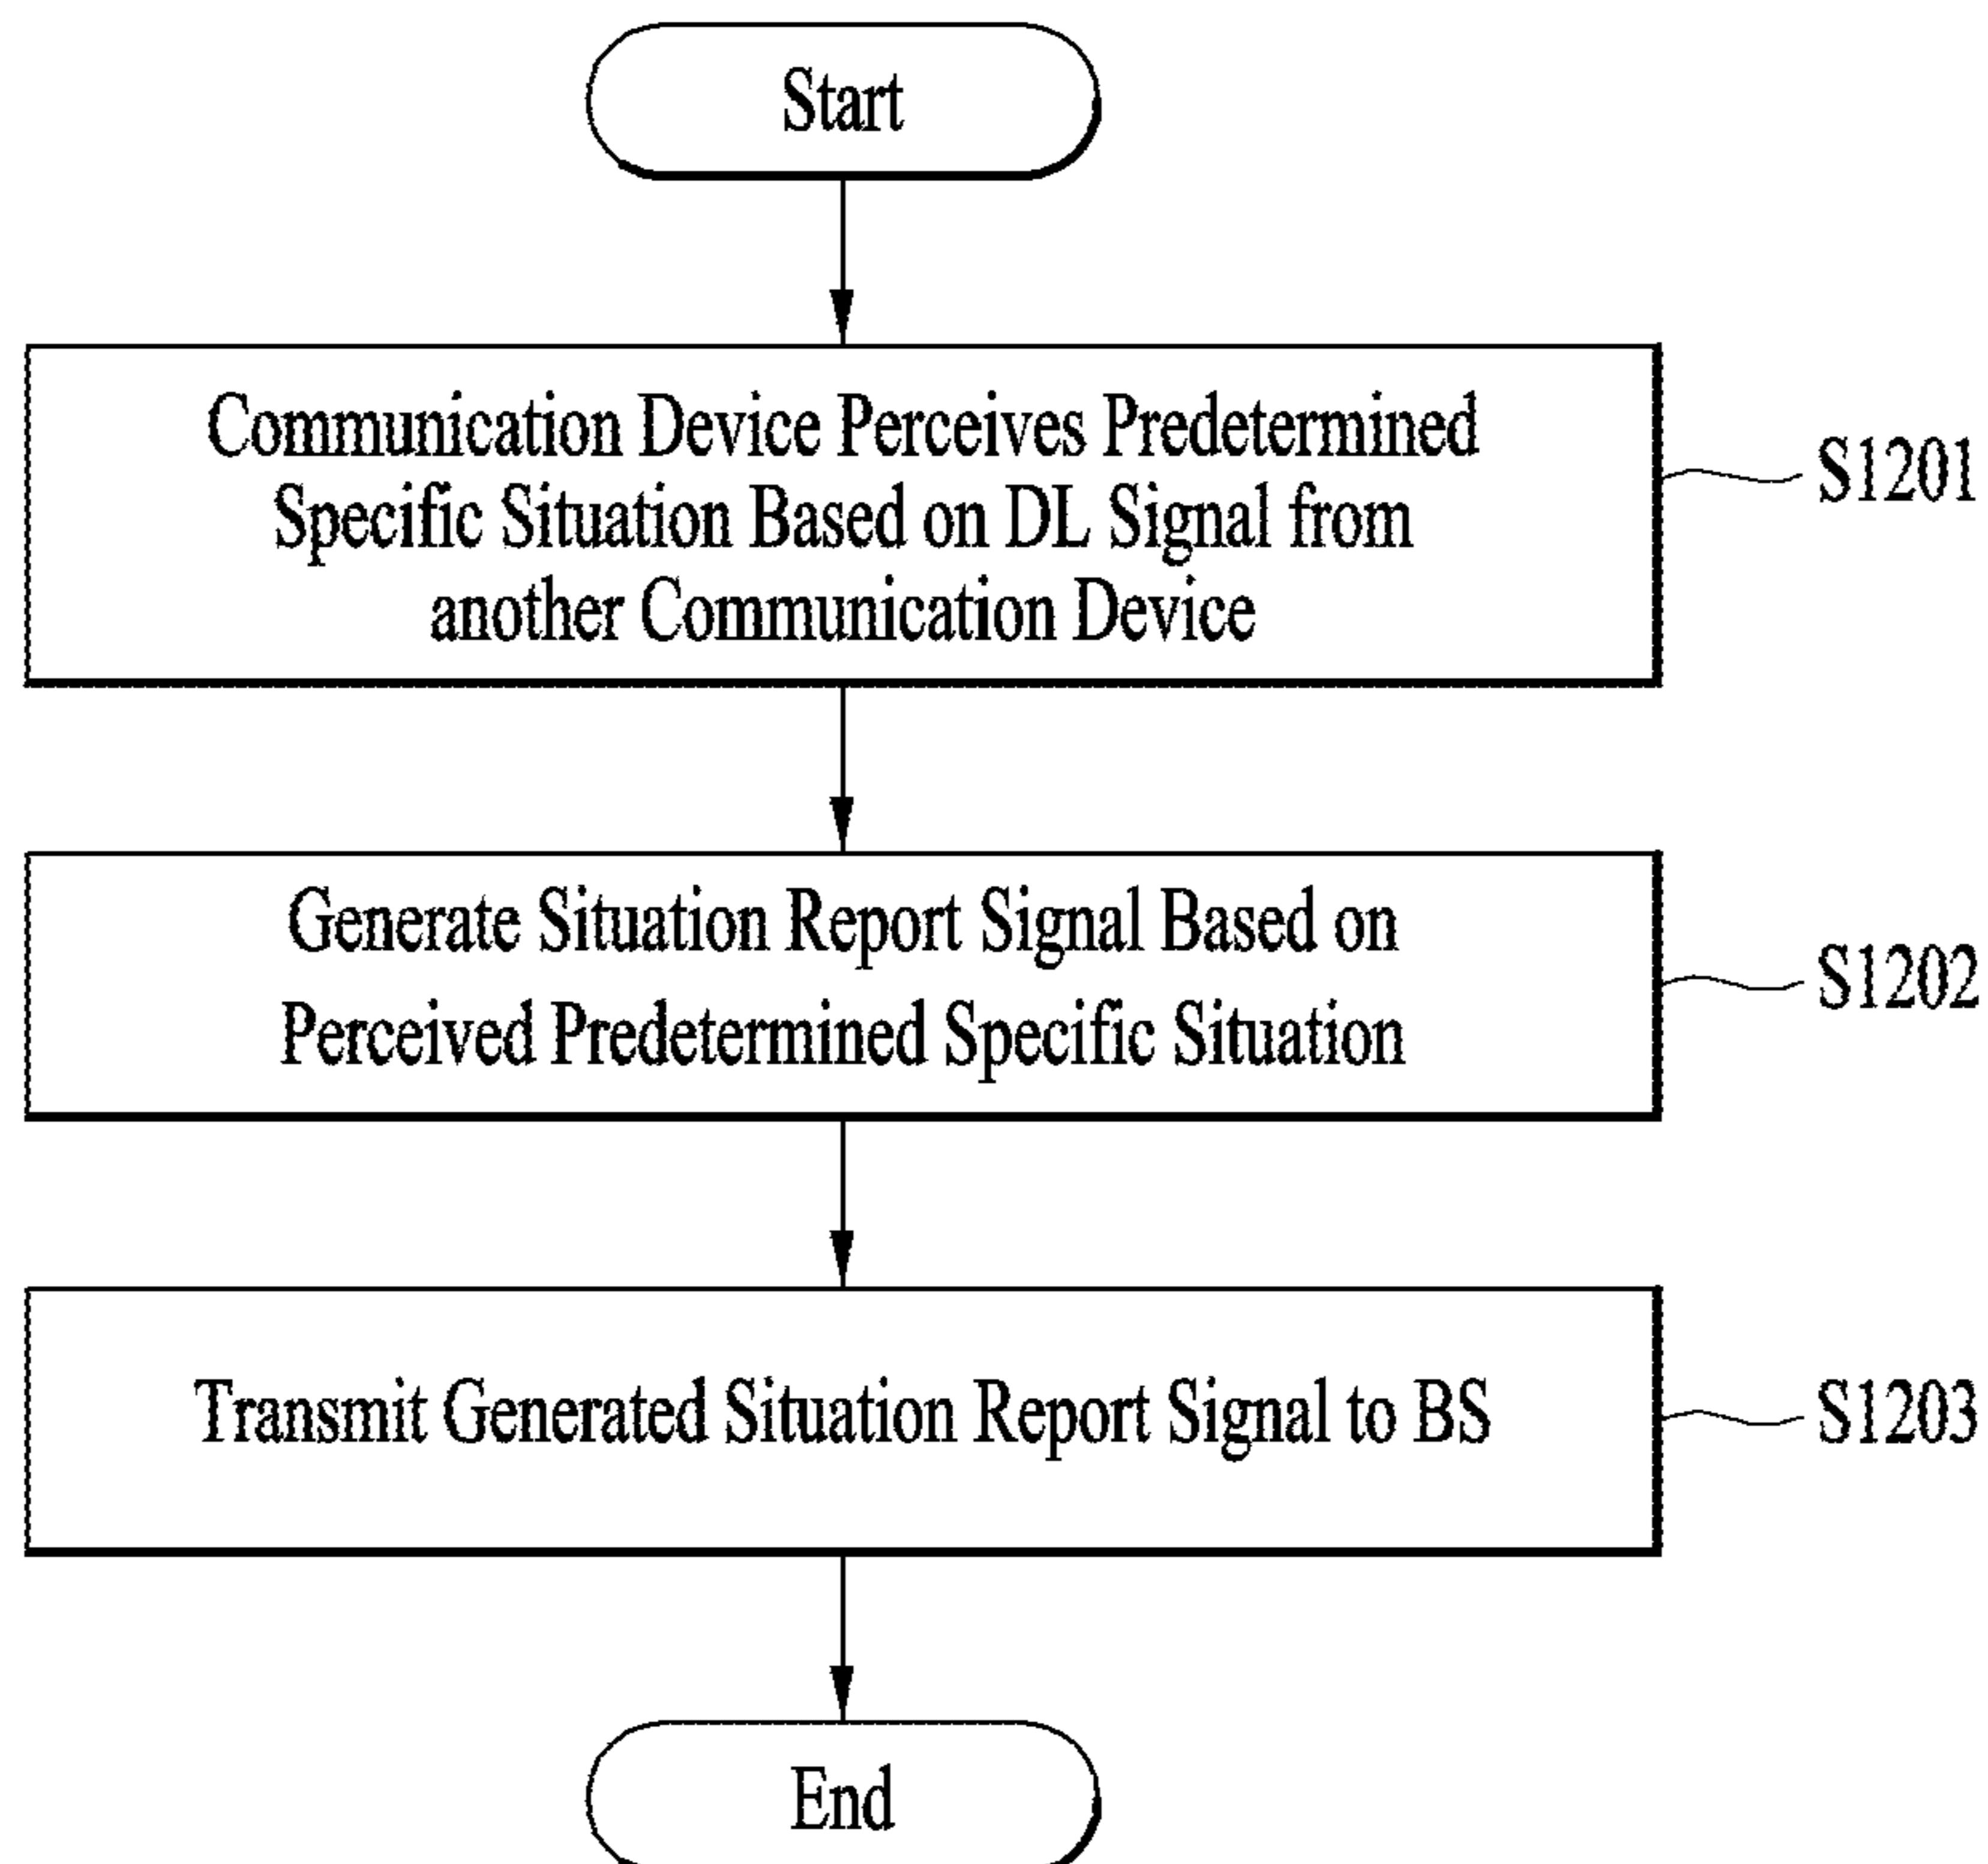 Start
Communication Device Perceives Predetermined
Specific Situation Based on DL Signal from
another Communication Device
S1201
Generate Situation Report Signal Based on
Perceived Predetermined Specific Situation
S1202
Transmit Generated Situation Report Signal to BS
S1203
End